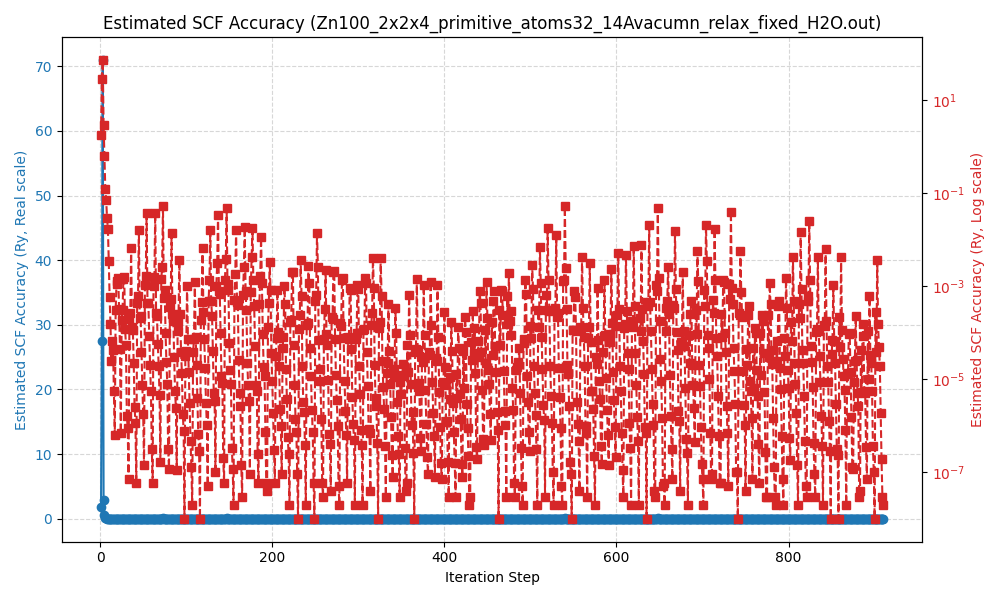 Estimated SCF Accuracy (Zn100_2x2x4_primitive_atoms32_14Avacumn_relax_fixed_H2O.out)
Estimated SCF Accuracy (Ry, Real scale)
70
60
50
40
30
20
10
0
10¹
10⁻¹
10⁻³
10⁻⁵
10⁻⁷
Estimated SCF Accuracy (Ry, Log scale)
0 200 400 600 800
Iteration Step